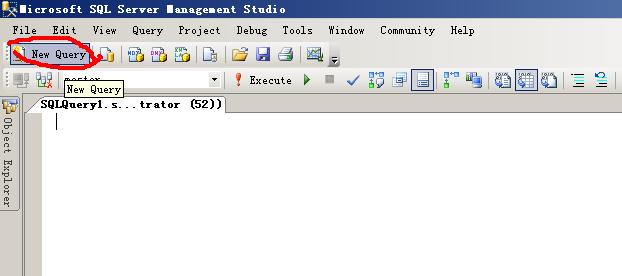 Microsoft SQL Server Management Studio
File Edit View Query Project Debug Tools Window Community Help
New Query
Execute
New Query
SQLQuery1.s...trator (52))
Object Explorer